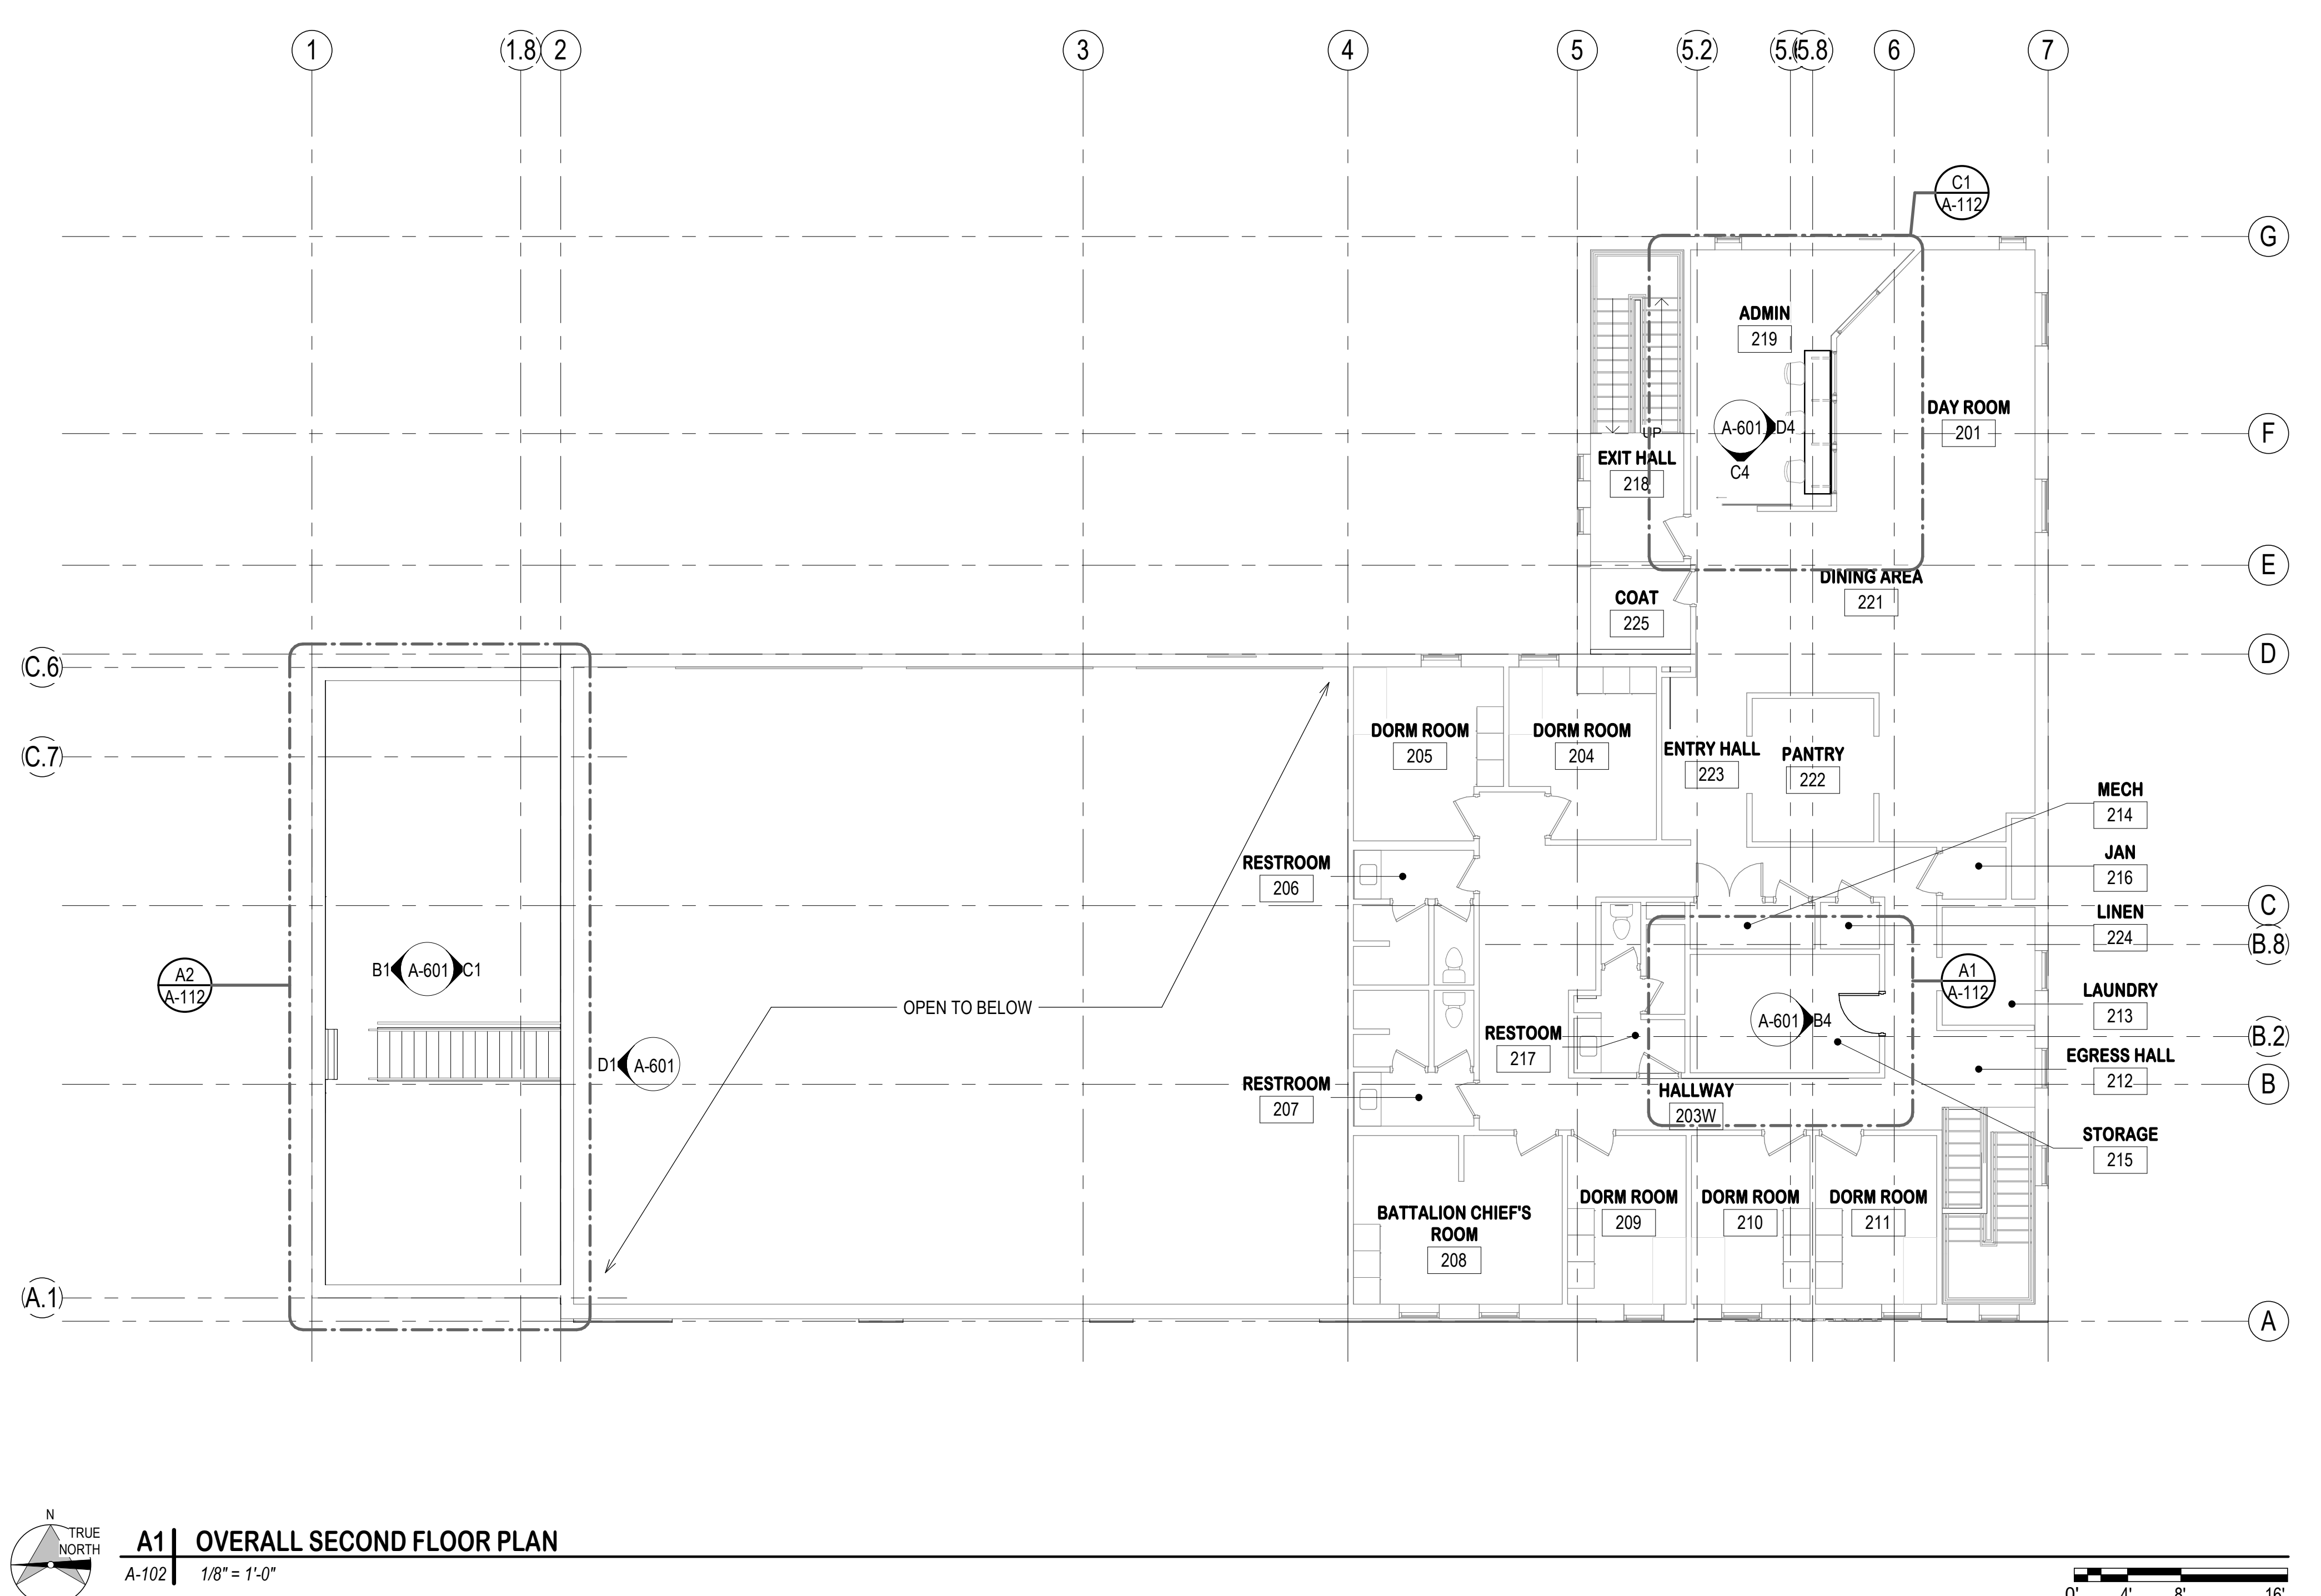 1
1.8
2
3
4
5
5.2
5.
5.8
6
7
C1
A-112
G
ADMIN
219
DAY ROOM
201
A-601
D4
C4
UP
F
EXIT HALL
218
E
DINING AREA
221
COAT
225
D
C.6
DORM ROOM
205
DORM ROOM
204
ENTRY HALL
223
PANTRY
222
C.7
MECH
214
RESTROOM
206
JAN
216
C
LINEN
224
B.8
B1
A-601
C1
A2
A-112
A1
A-112
LAUNDRY
213
OPEN TO BELOW
A-601
B4
RESTOOM
217
B.2
D1
A-601
EGRESS HALL
212
RESTROOM
207
HALLWAY
203W
B
STORAGE
215
BATTALION CHIEF'S
ROOM
208
DORM ROOM
209
DORM ROOM
210
DORM ROOM
211
A.1
A
N
TRUE
NORTH
A1
OVERALL SECOND FLOOR PLAN
A-102
1/8" = 1'-0"
0' 4' 8' 16'